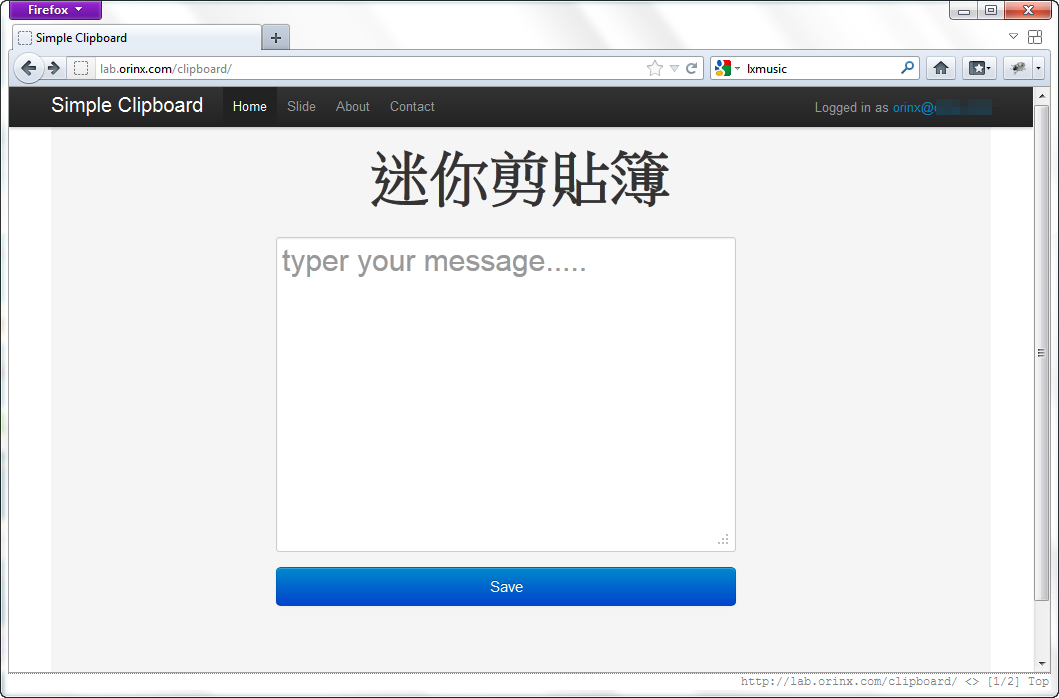 Firefox
Simple Clipboard
lab.orinx.com/clipboard/
lxmusic
Simple Clipboard Home Slide About Contact Logged in as orinx@
迷你剪貼簿
typer your message.....
Save
http://lab.orinx.com/clipboard/ <> [1/2] Top